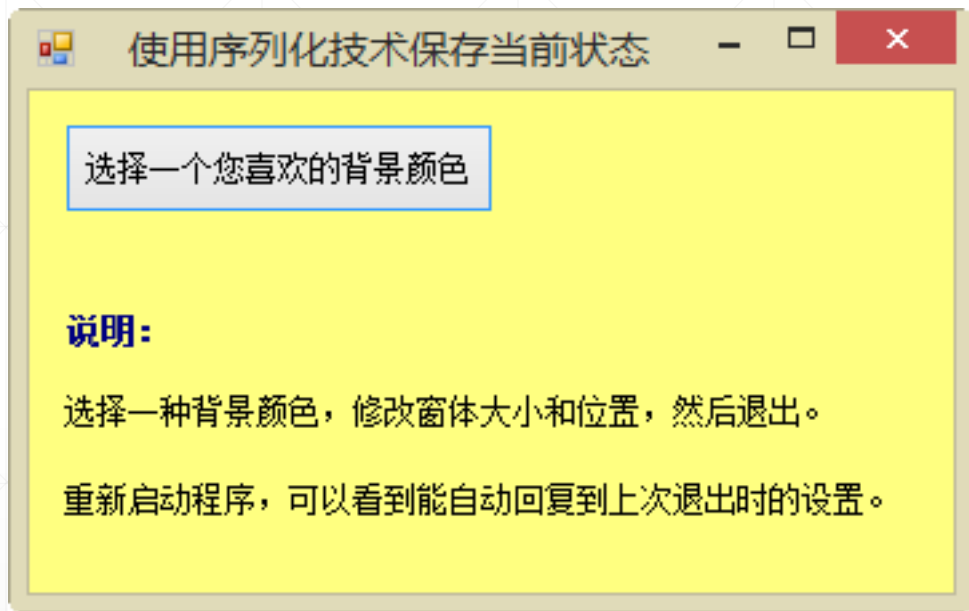 使用序列化技术保存当前状态
选择一个您喜欢的背景颜色
说明：
选择一种背景颜色，修改窗体大小和位置，然后退出。
重新启动程序，可以看到能自动回复到上次退出时的设置。